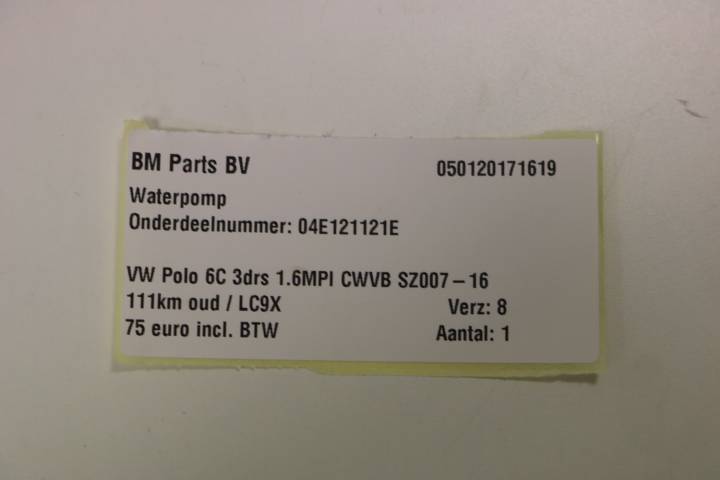 BM Parts BV 050120171619
Waterpomp
Onderdeelnummer: 04E121121E
VW Polo 6C 3drs 1.6MPI CWVB SZ007-16
111km oud / LC9X Verz: 8
75 euro incl. BTW Aantal: 1